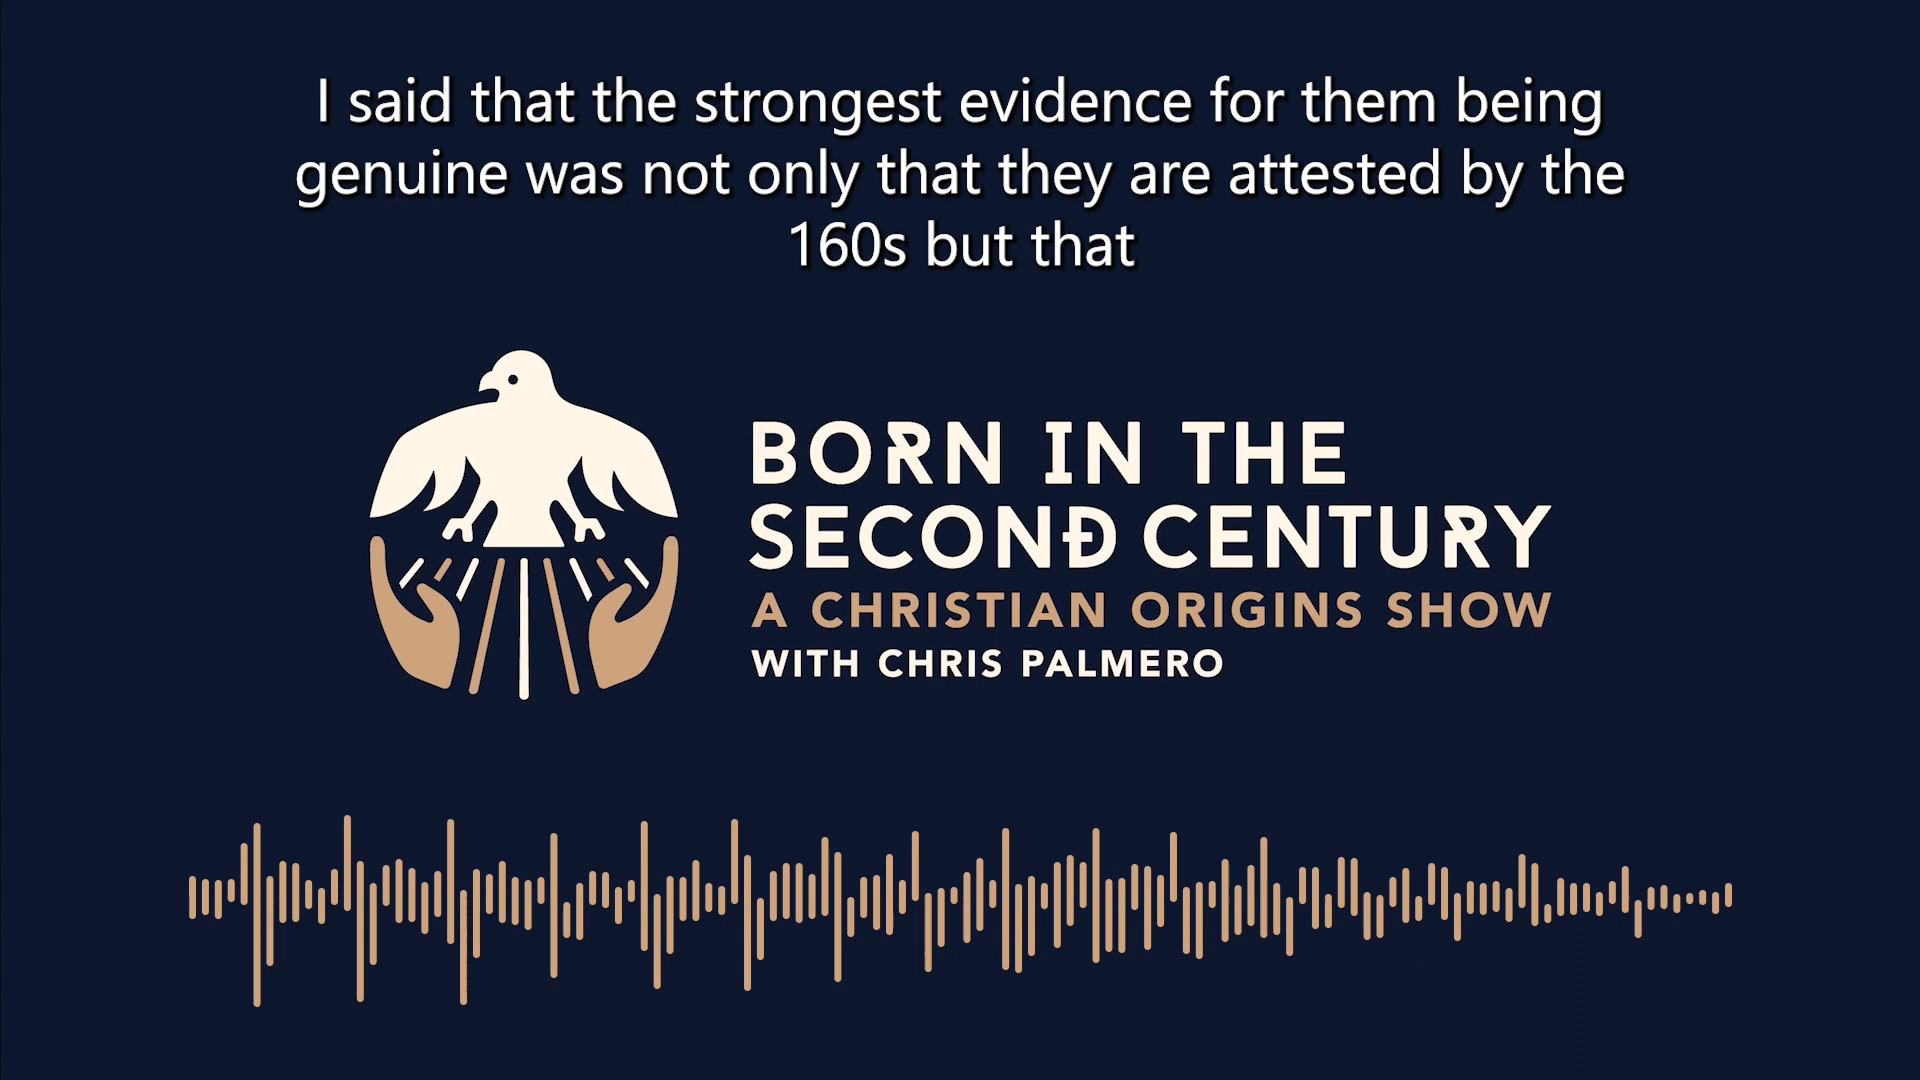 I said that the strongest evidence for them being
genuine was not only that they are attested by the
160s but that
BORN IN THE
SECOND CENTURY
A CHRISTIAN ORIGINS SHOW
WITH CHRIS PALMERO